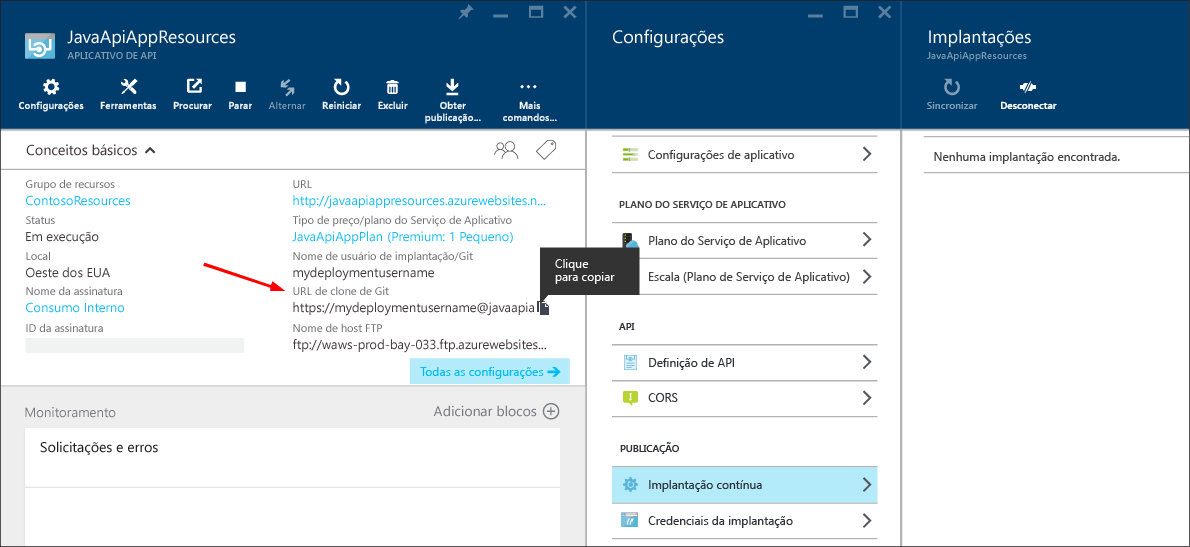 JavaApiAppResources
APLICATIVO DE API
Configurações
Ferramentas
Procurar
Parar
Alternar
Reiniciar
Excluir
Obter
publicação...
Mais
comandos...
Conceitos básicos
Grupo de recursos
ContosoResources
Status
Em execução
Local
Oeste dos EUA
Nome da assinatura
Consumo Interno
ID da assinatura
URL
http://javaapiappresources.azurewebsites.n...
Tipo de preço/plano do Serviço de Aplicativo
JavaApiAppPlan (Premium: 1 Pequeno)
Nome de usuário de implantação/Git
mydeploymentusername
URL de clone de Git
https://mydeploymentusername@javaapia
Nome de host FTP
ftp://waws-prod-bay-033.ftp.azurewebsites...
Clique
para copiar
Todas as configurações
Monitoramento
Adicionar blocos
Solicitações e erros
Configurações
Configurações de aplicativo
PLANO DO SERVIÇO DE APLICATIVO
Plano do Serviço de Aplicativo
Escala (Plano de Serviço de Aplicativo)
API
Definição de API
CORS
PUBLICAÇÃO
Implantação contínua
Credenciais da implantação
Implantações
JavaApiAppResources
Sincronizar
Desconectar
Nenhuma implantação encontrada.